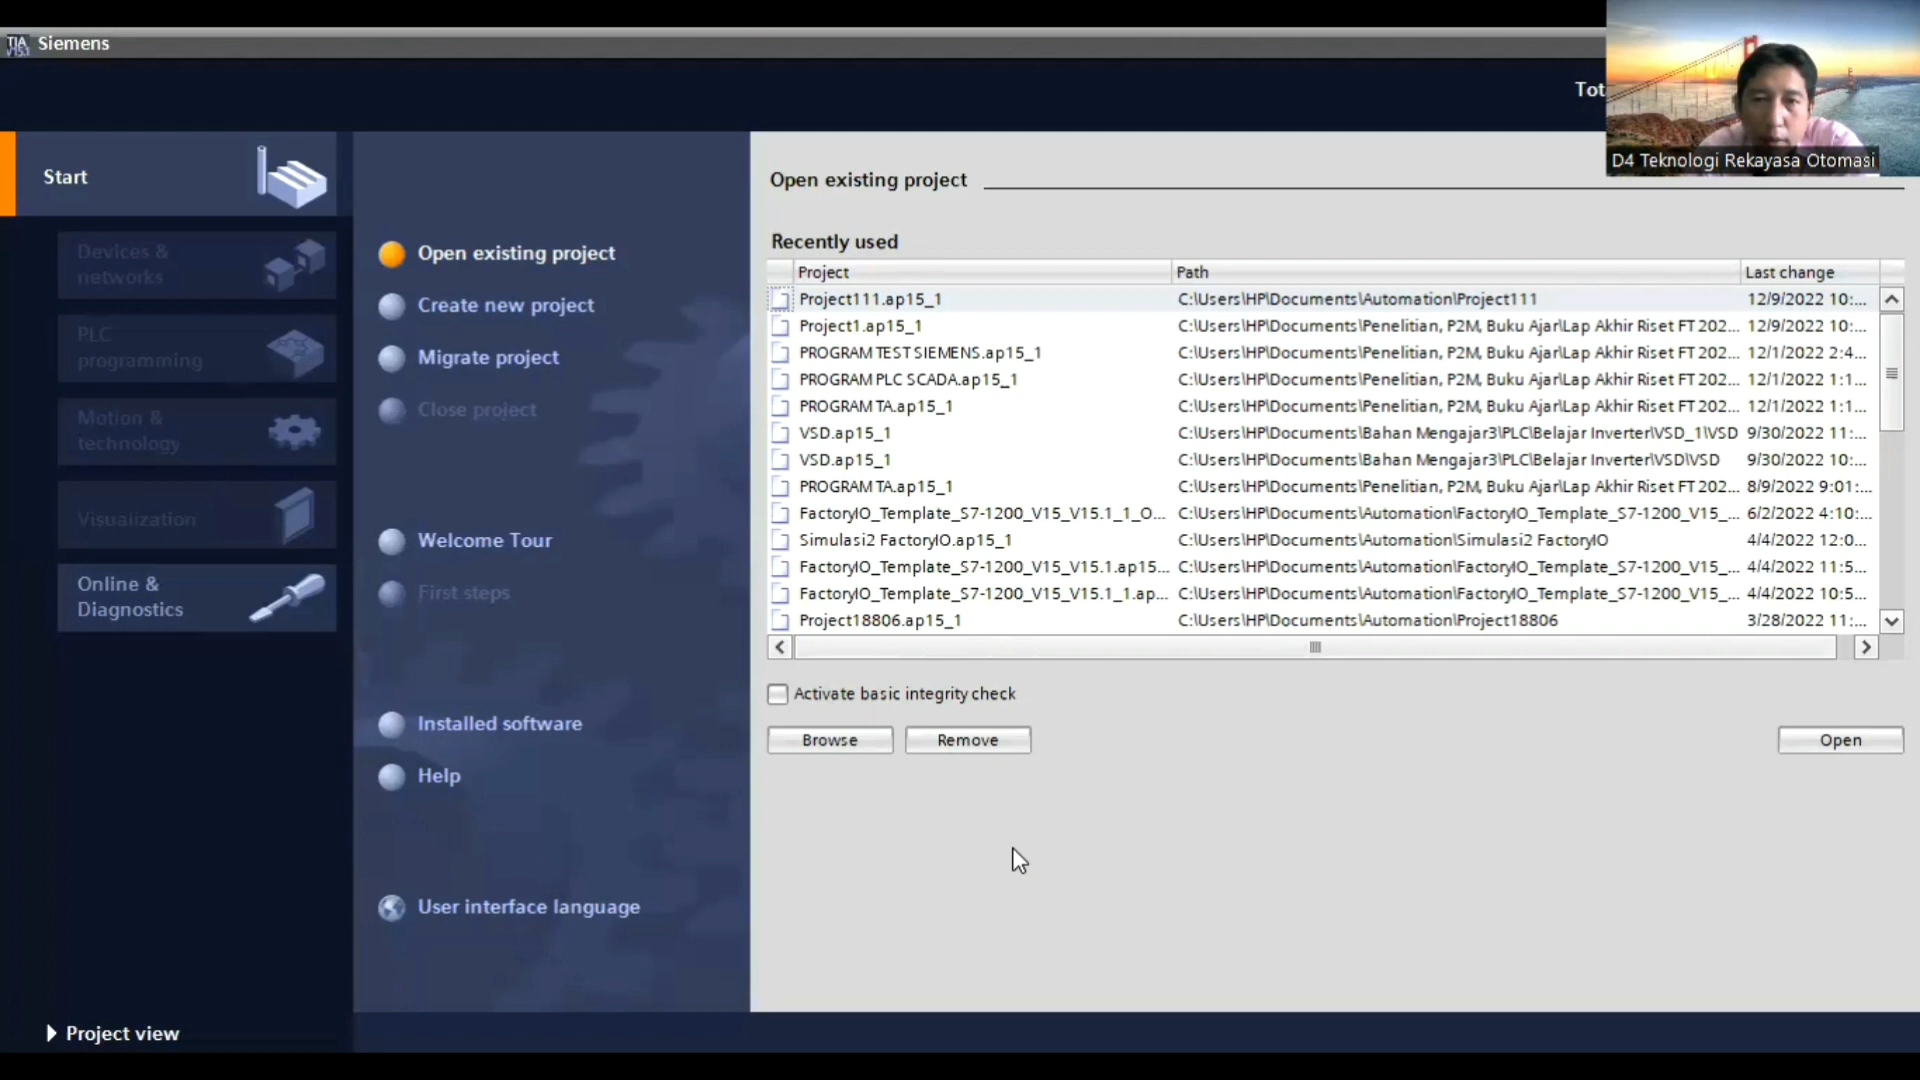 TIA V15.1 Siemens
Tot
D4 Teknologi Rekayasa Otomasi
Start
Devices &
networks
PLC
programming
Motion &
technology
Visualization
Online &
Diagnostics
Project view
Open existing project
Create new project
Migrate project
Close project
Welcome Tour
First steps
Installed software
Help
User interface language
Open existing project
Recently used
Project Path Last change
Project111.ap15_1 C:\Users\HP\Documents\Automation\Project111 12/9/2022 10:...
Project1.ap15_1 C:\Users\HP\Documents\Penelitian, P2M, Buku Ajar\Lap Akhir Riset FT 202... 12/9/2022 10:...
PROGRAM TEST SIEMENS.ap15_1 C:\Users\HP\Documents\Penelitian, P2M, Buku Ajar\Lap Akhir Riset FT 202... 12/1/2022 2:4...
PROGRAM PLC SCADA.ap15_1 C:\Users\HP\Documents\Penelitian, P2M, Buku Ajar\Lap Akhir Riset FT 202... 12/1/2022 1:1...
PROGRAM TA.ap15_1 C:\Users\HP\Documents\Penelitian, P2M, Buku Ajar\Lap Akhir Riset FT 202... 12/1/2022 1:1...
VSD.ap15_1 C:\Users\HP\Documents\Bahan Mengajar3\PLC\Belajar Inverter\VSD_1\VSD 9/30/2022 11:...
VSD.ap15_1 C:\Users\HP\Documents\Bahan Mengajar3\PLC\Belajar Inverter\VSD\VSD 9/30/2022 10:...
PROGRAM TA.ap15_1 C:\Users\HP\Documents\Penelitian, P2M, Buku Ajar\Lap Akhir Riset FT 202... 8/9/2022 9:01:...
FactoryIO_Template_S7-1200_V15_V15.1_1_O... C:\Users\HP\Documents\Automation\FactoryIO_Template_S7-1200_V15_... 6/2/2022 4:10:...
Simulasi2 FactoryIO.ap15_1 C:\Users\HP\Documents\Automation\Simulasi2 FactoryIO 4/4/2022 12:0...
FactoryIO_Template_S7-1200_V15_V15.1.ap15... C:\Users\HP\Documents\Automation\FactoryIO_Template_S7-1200_V15_... 4/4/2022 11:5...
FactoryIO_Template_S7-1200_V15_V15.1_1.ap... C:\Users\HP\Documents\Automation\FactoryIO_Template_S7-1200_V15_... 4/4/2022 10:5...
Project18806.ap15_1 C:\Users\HP\Documents\Automation\Project18806 3/28/2022 11:...
Activate basic integrity check
Browse Remove Open